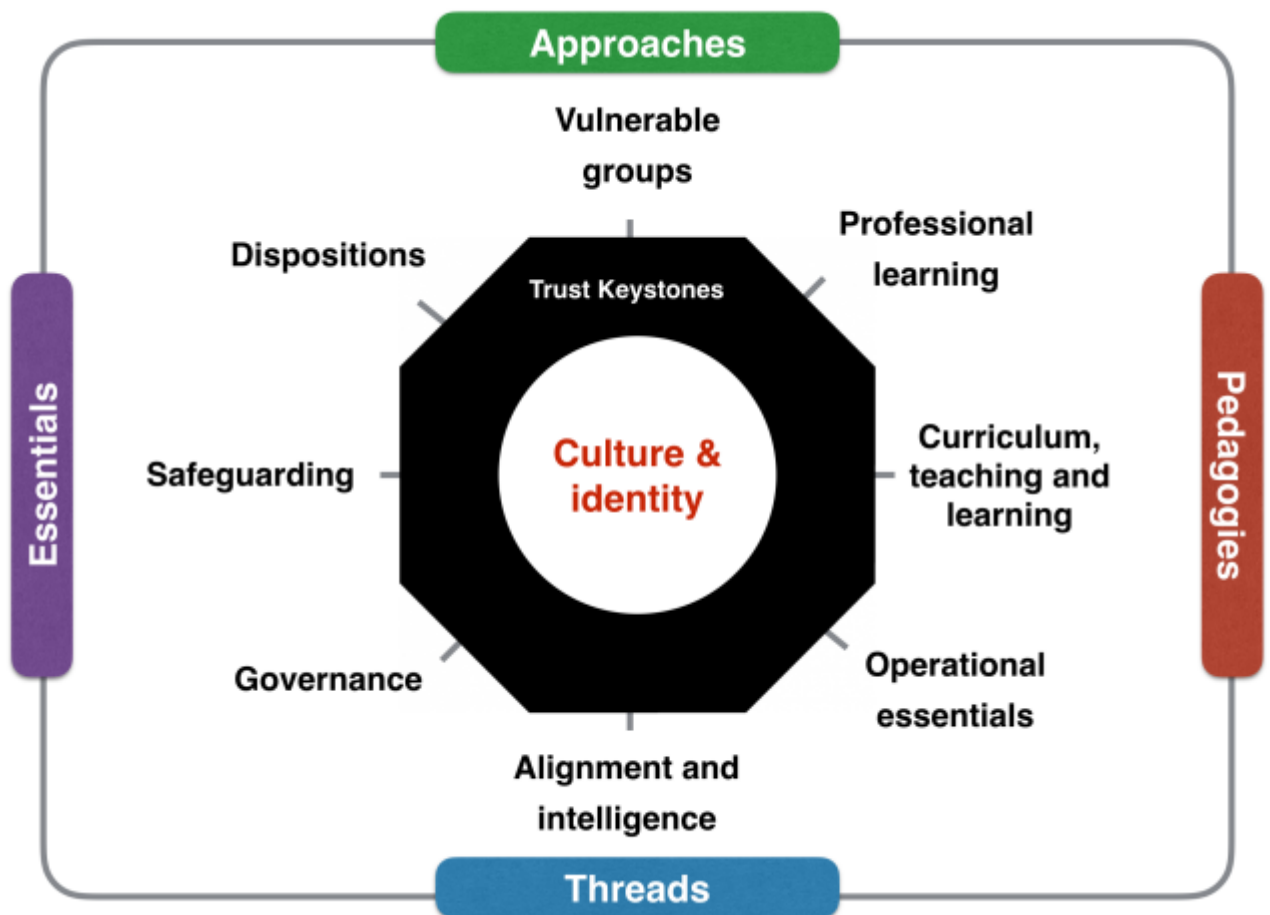 Approaches
Vulnerable
groups
Professional
learning
Dispositions
Trust Keystones
Essentials
Pedagogies
Culture &
identity
Safeguarding
Curriculum,
teaching and
learning
Governance
Operational
essentials
Alignment and
intelligence
Threads